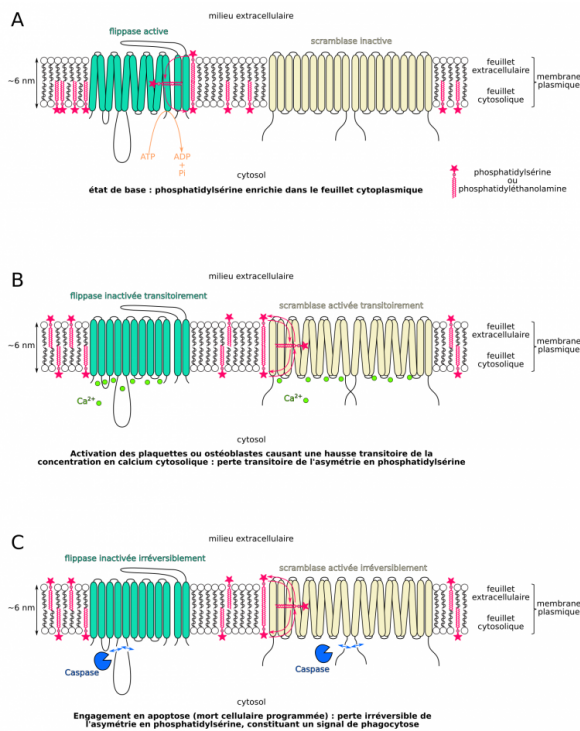 A
milieu extracellulaire
flippase active
scramblase inactive
~6 nm
feuillet
extracellulaire
feuillet
cytosolique
membrane
plasmique
ATP
ADP
+
Pi
cytosol
état de base : phosphatidylsérine enrichie dans le feuillet cytoplasmique
phosphatidylsérine
ou
phosphatidyléthanolamine
B
milieu extracellulaire
flippase inactivée transitoirement
scramblase activée transitoirement
~6 nm
feuillet
extracellulaire
feuillet
cytosolique
membrane
plasmique
Ca2+
Ca2+
cytosol
Activation des plaquettes ou ostéoblastes causant une hausse transitoire de la
concentration en calcium cytosolique : perte transitoire de l'asymétrie en phosphatidylsérine
C
milieu extracellulaire
flippase inactivée irréversiblement
scramblase activée irréversiblement
~6 nm
feuillet
extracellulaire
feuillet
cytosolique
membrane
plasmique
Caspase
Caspase
cytosol
Engagement en apoptose (mort cellulaire programmée) : perte irréversible de
l'asymétrie en phosphatidylsérine, constituant un signal de phagocytose